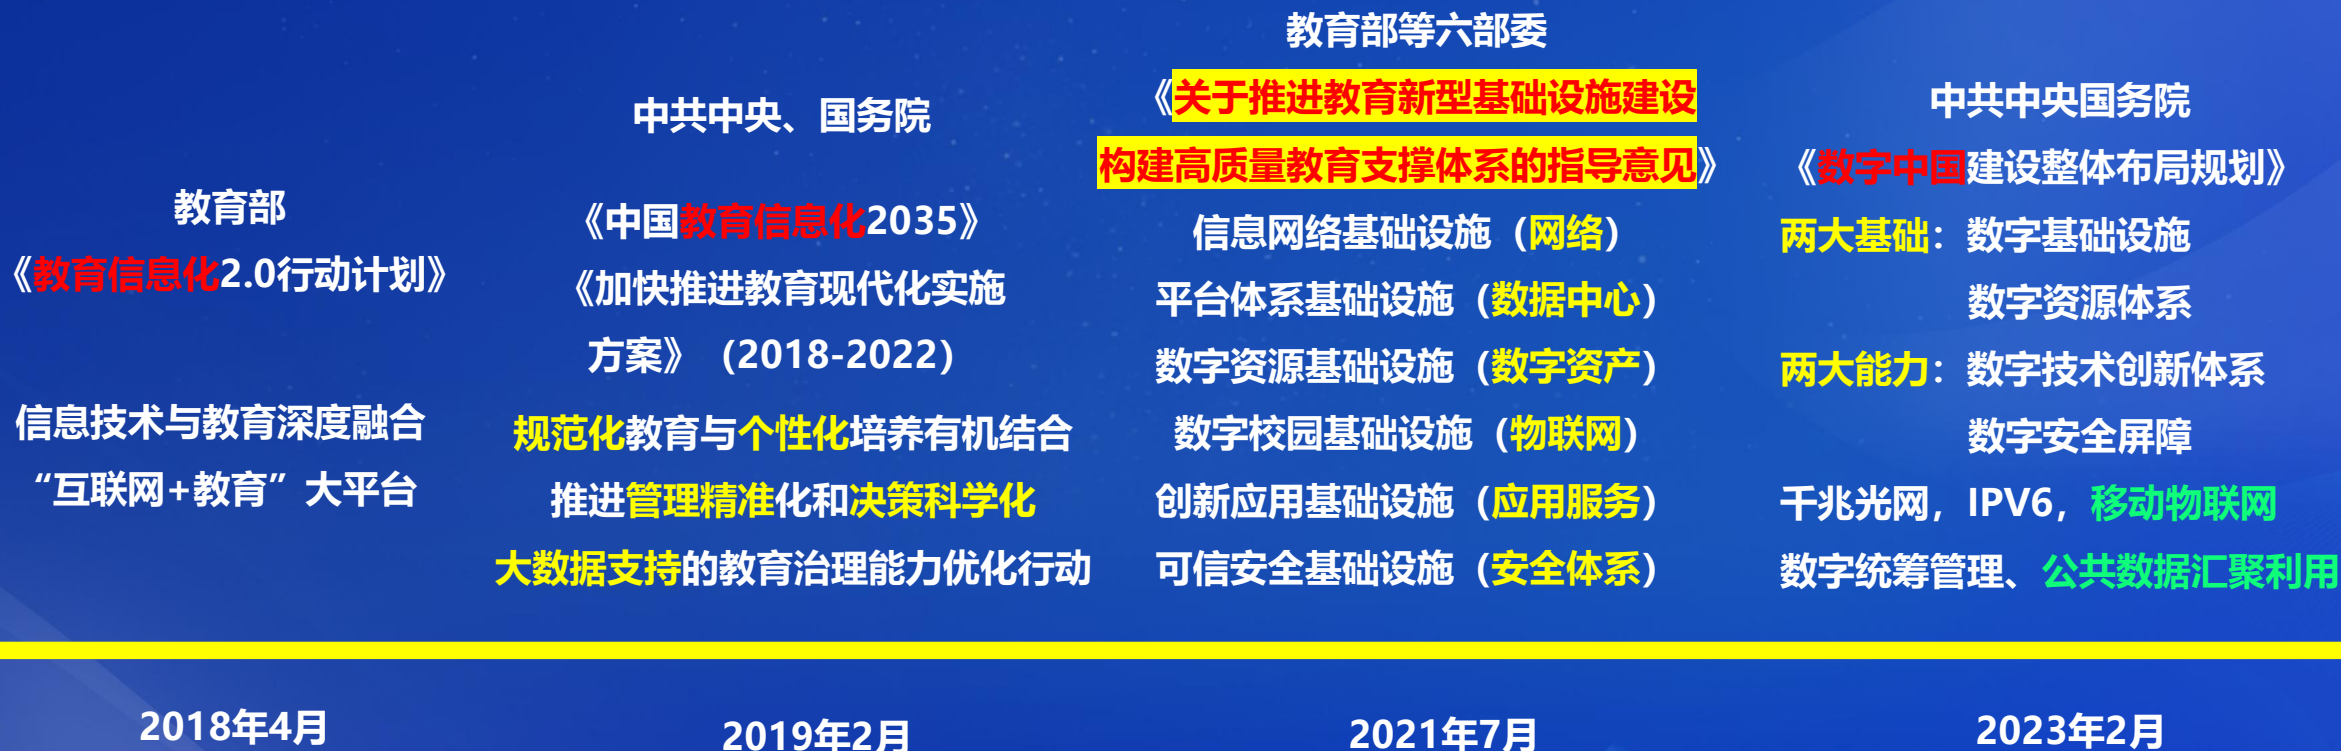 教育部
《教育信息化2.0行动计划》
信息技术与教育深度融合
“互联网+教育”大平台
2018年4月
中共中央、国务院
《中国教育信息化2035》
《加快推进教育现代化实施
方案》（2018-2022）
规范化教育与个性化培养有机结合
推进管理精准化和决策科学化
大数据支持的教育治理能力优化行动
2019年2月
教育部等六部委
《关于推进教育新型基础设施建设
构建高质量教育支撑体系的指导意见》
信息网络基础设施（网络）
平台体系基础设施（数据中心）
数字资源基础设施（数字资产）
数字校园基础设施（物联网）
创新应用基础设施（应用服务）
可信安全基础设施（安全体系）
2021年7月
中共中央国务院
《数字中国建设整体布局规划》
两大基础：数字基础设施
数字资源体系
两大能力：数字技术创新体系
数字安全屏障
千兆光网，IPV6，移动物联网
数字统筹管理、公共数据汇聚利用
2023年2月